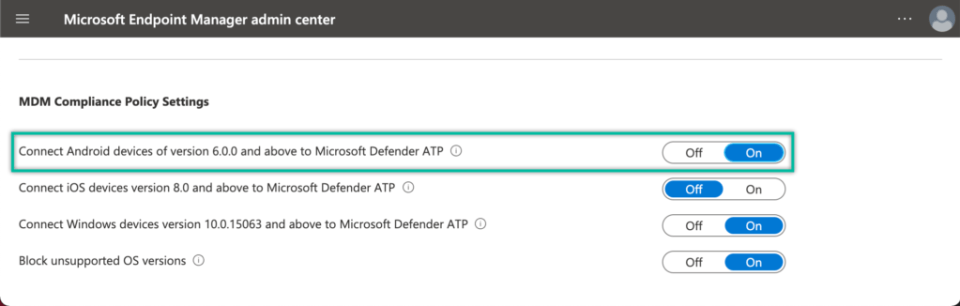 Microsoft Endpoint Manager admin center
MDM Compliance Policy Settings
Connect Android devices of version 6.0.0 and above to Microsoft Defender ATP Off On
Connect iOS devices version 8.0 and above to Microsoft Defender ATP Off On
Connect Windows devices version 10.0.15063 and above to Microsoft Defender ATP Off On
Block unsupported OS versions Off On